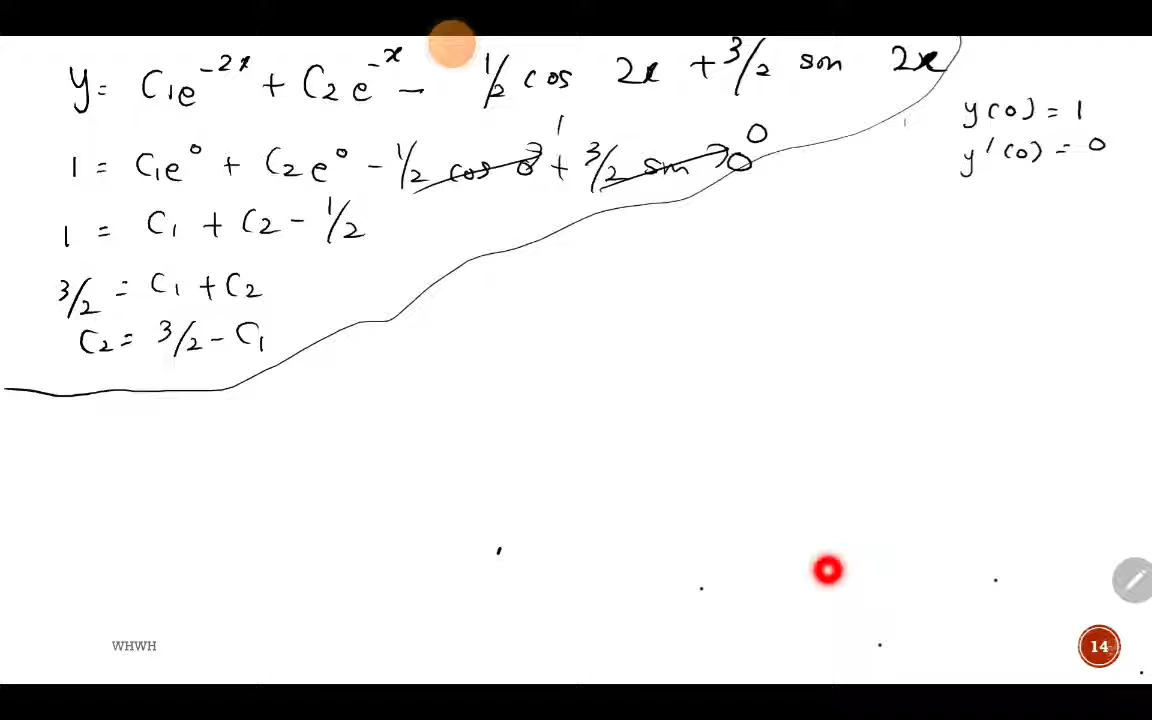 y = C₁e⁻²ˣ + C₂e⁻ˣ - 1/2 cos 2x + 3/2 sin 2x
y(0) = 1
y'(0) = 0
1 = C₁e⁰ + C₂e⁰ - 1/2 cos 0 1 + 3/2 sin 0 0
1 = C₁ + C₂ - 1/2
3/2 = C₁ + C₂
C₂ = 3/2 - C₁
WHWH
14